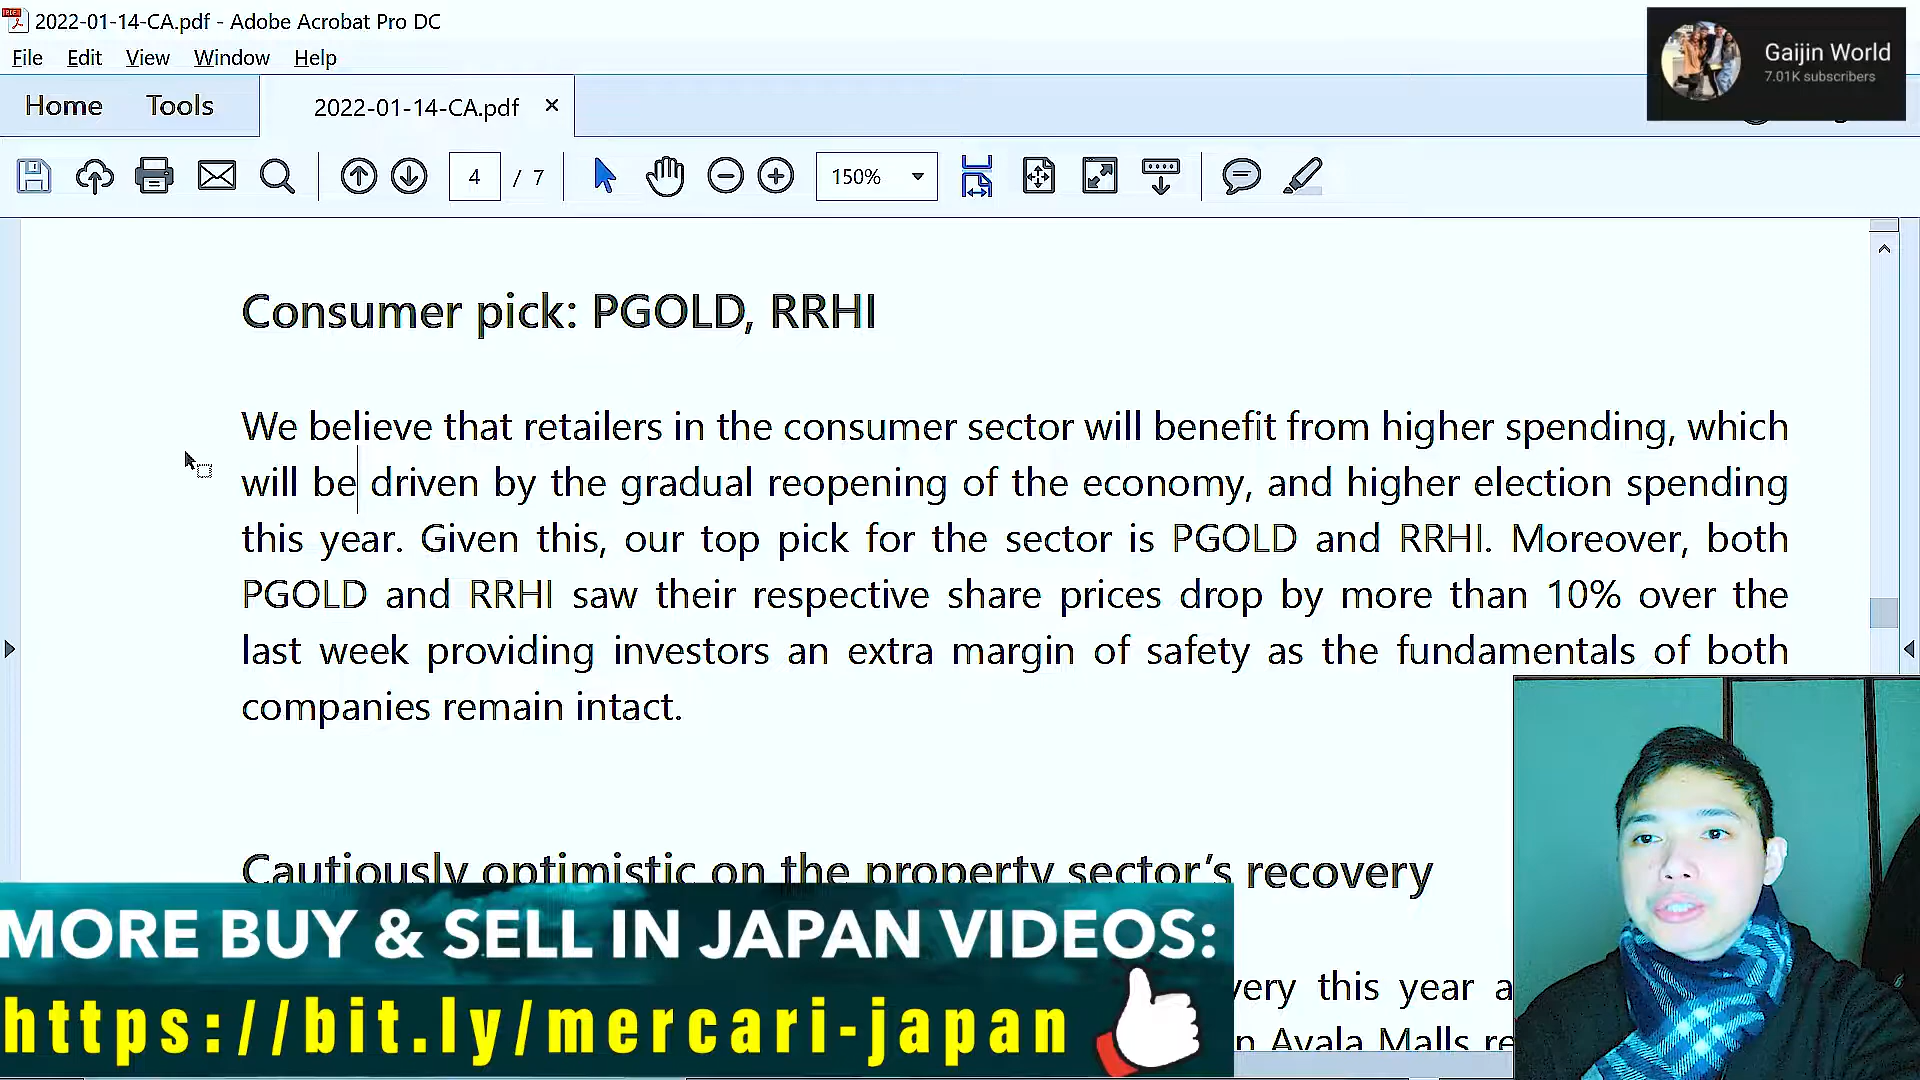 2022-01-14-CA.pdf - Adobe Acrobat Pro DC
File Edit View Window Help
Gaijin World
7.01K subscribers
Home Tools 2022-01-14-CA.pdf
4 / 7 150%
Consumer pick: PGOLD, RRHI
We believe that retailers in the consumer sector will benefit from higher spending, which
will be driven by the gradual reopening of the economy, and higher election spending
this year. Given this, our top pick for the sector is PGOLD and RRHI. Moreover, both
PGOLD and RRHI saw their respective share prices drop by more than 10% over the
last week providing investors an extra margin of safety as the fundamentals of both
companies remain intact.
Cautiously optimistic on the property sector's recovery
MORE BUY & SELL IN JAPAN VIDEOS:
this year
https://bit.ly/mercari-japan
Ayala Malls